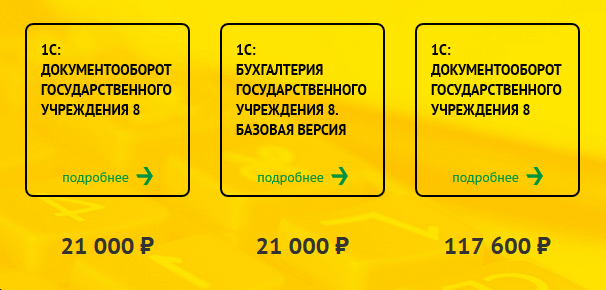 1С:
ДОКУМЕНТООБОРОТ
ГОСУДАРСТВЕННОГО
УЧРЕЖДЕНИЯ 8
подробнее
21 000 ₽
1С:
БУХГАЛТЕРИЯ
ГОСУДАРСТВЕННОГО
УЧРЕЖДЕНИЯ 8.
БАЗОВАЯ ВЕРСИЯ
подробнее
21 000 ₽
1С:
ДОКУМЕНТООБОРОТ
ГОСУДАРСТВЕННОГО
УЧРЕЖДЕНИЯ 8
подробнее
117 600 ₽